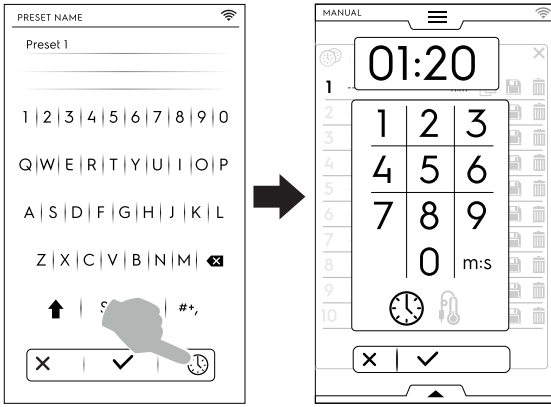 PRESET NAME
Preset 1
1 2 3 4 5 6 7 8 9 0
Q W E R T Y U I O P
A S D F G H J K L
Z X C V B N M
#+,
MANUAL
01:20
1 2 3
4 5 6
7 8 9
0 m:s
1
2
3
4
5
6
7
8
9
10